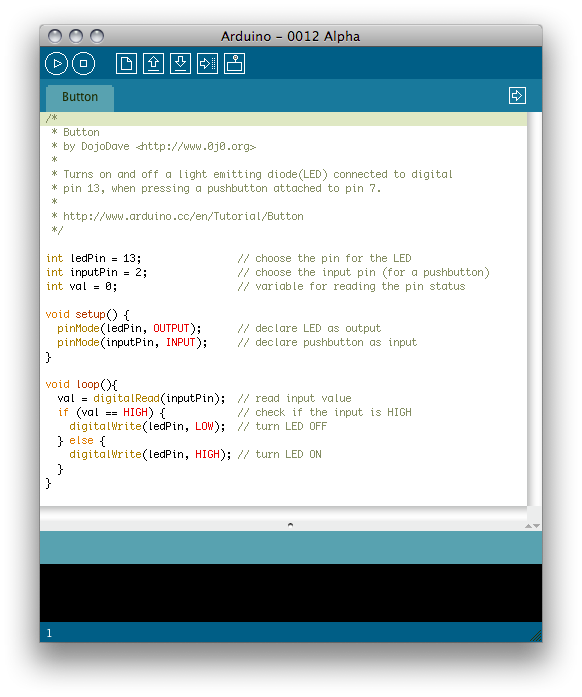 Arduino – 0012 Alpha
Button
/*
 * Button
 * by DojoDave <http://www.0j0.org>
 *
 * Turns on and off a light emitting diode(LED) connected to digital
 * pin 13, when pressing a pushbutton attached to pin 7.
 *
 * http://www.arduino.cc/en/Tutorial/Button
 */
int ledPin = 13;                // choose the pin for the LED
int inputPin = 2;               // choose the input pin (for a pushbutton)
int val = 0;                    // variable for reading the pin status
void setup() {
  pinMode(ledPin, OUTPUT);      // declare LED as output
  pinMode(inputPin, INPUT);     // declare pushbutton as input
}
void loop(){
  val = digitalRead(inputPin);  // read input value
  if (val == HIGH) {            // check if the input is HIGH
    digitalWrite(ledPin, LOW);  // turn LED OFF
  } else {
    digitalWrite(ledPin, HIGH); // turn LED ON
  }
}
1